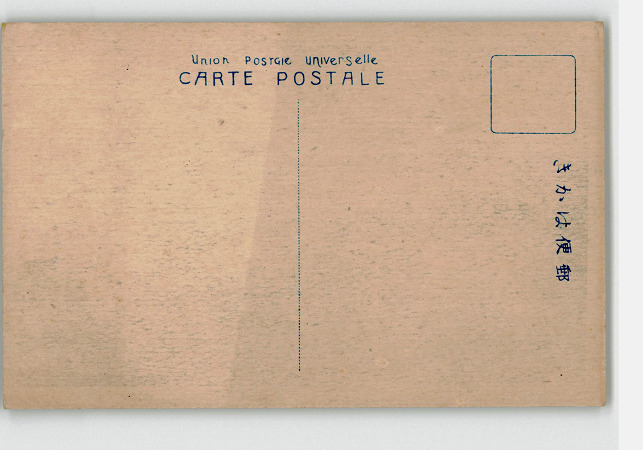 Union Postale Universelle
CARTE POSTALE
きかは便郵